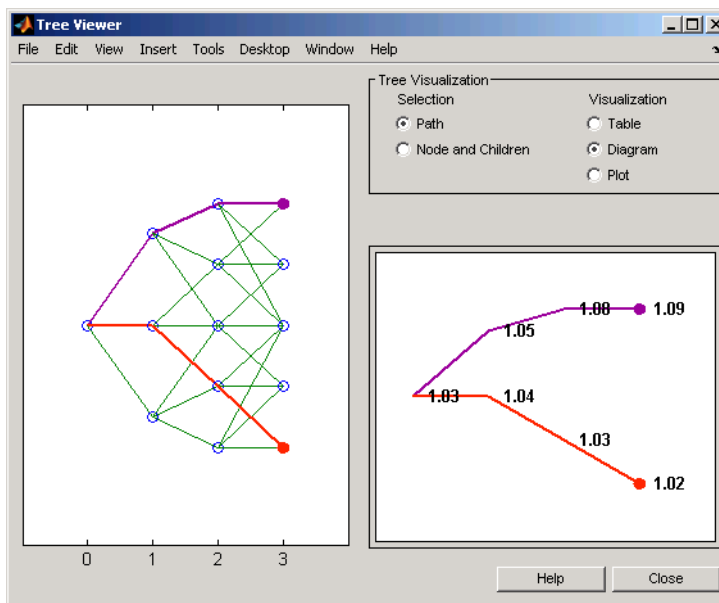 Tree Viewer
File Edit View Insert Tools Desktop Window Help
Tree Visualization
Selection Visualization
Path Table
Node and Children Diagram
Plot
1.08 1.09
1.05
1.03 1.04
1.03
1.02
0 1 2 3
Help Close